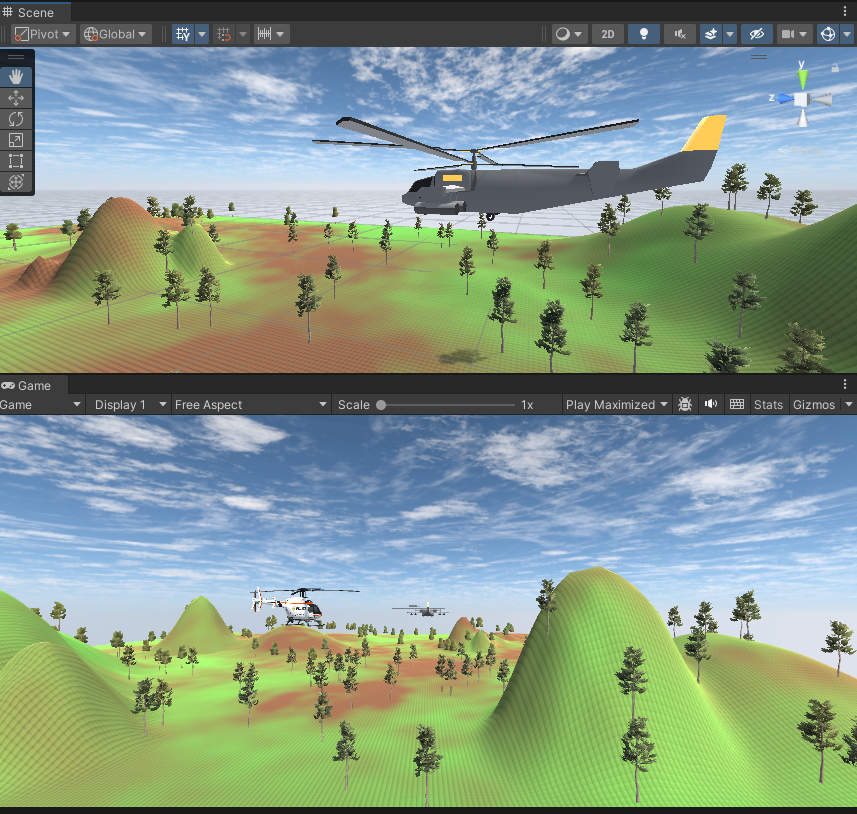 Scene
Pivot Global 2D
y
z
Game
Game Display 1 Free Aspect Scale 1x Play Maximized Stats Gizmos